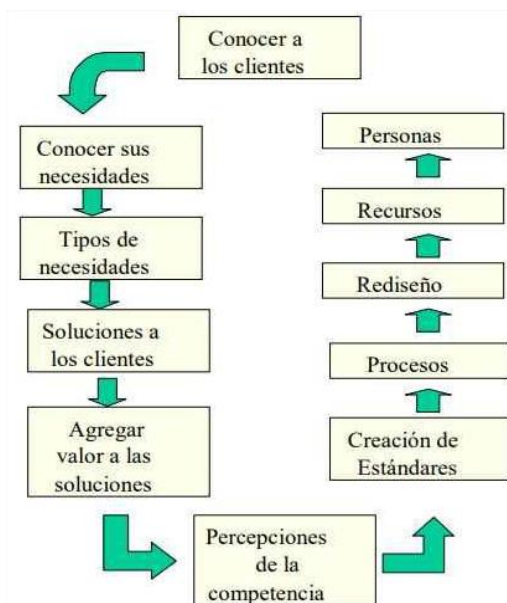 Conocer a
los clientes
Conocer sus
necesidades
Tipos de
necesidades
Soluciones a
los clientes
Agregar
valor a las
soluciones
Percepciones
de la
competencia
Creación de
Estándares
Procesos
Rediseño
Recursos
Personas